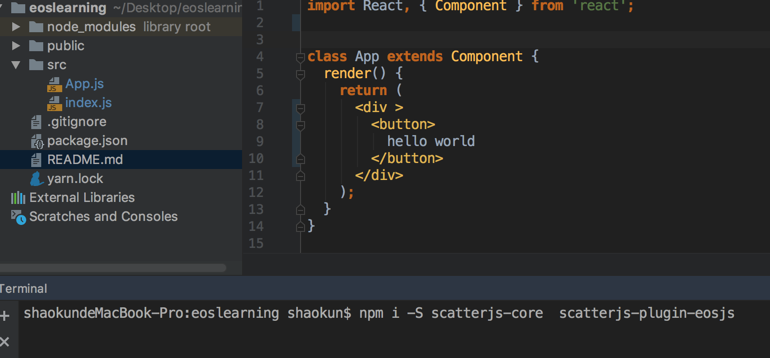 eoslearning ~/Desktop/eoslearnin
node_modules library root
public
src
App.js
index.js
.gitignore
package.json
README.md
yarn.lock
External Libraries
Scratches and Consoles
1 import React, { Component } from 'react';
2
3
4 class App extends Component {
5 render() {
6 return (
7 <div >
8 <button>
9 hello world
10 </button>
11 </div>
12 );
13 }
14 }
15
Terminal
shaokundeMacBook-Pro:eoslearning shaokun$ npm i -S scatterjs-core  scatterjs-plugin-eosjs